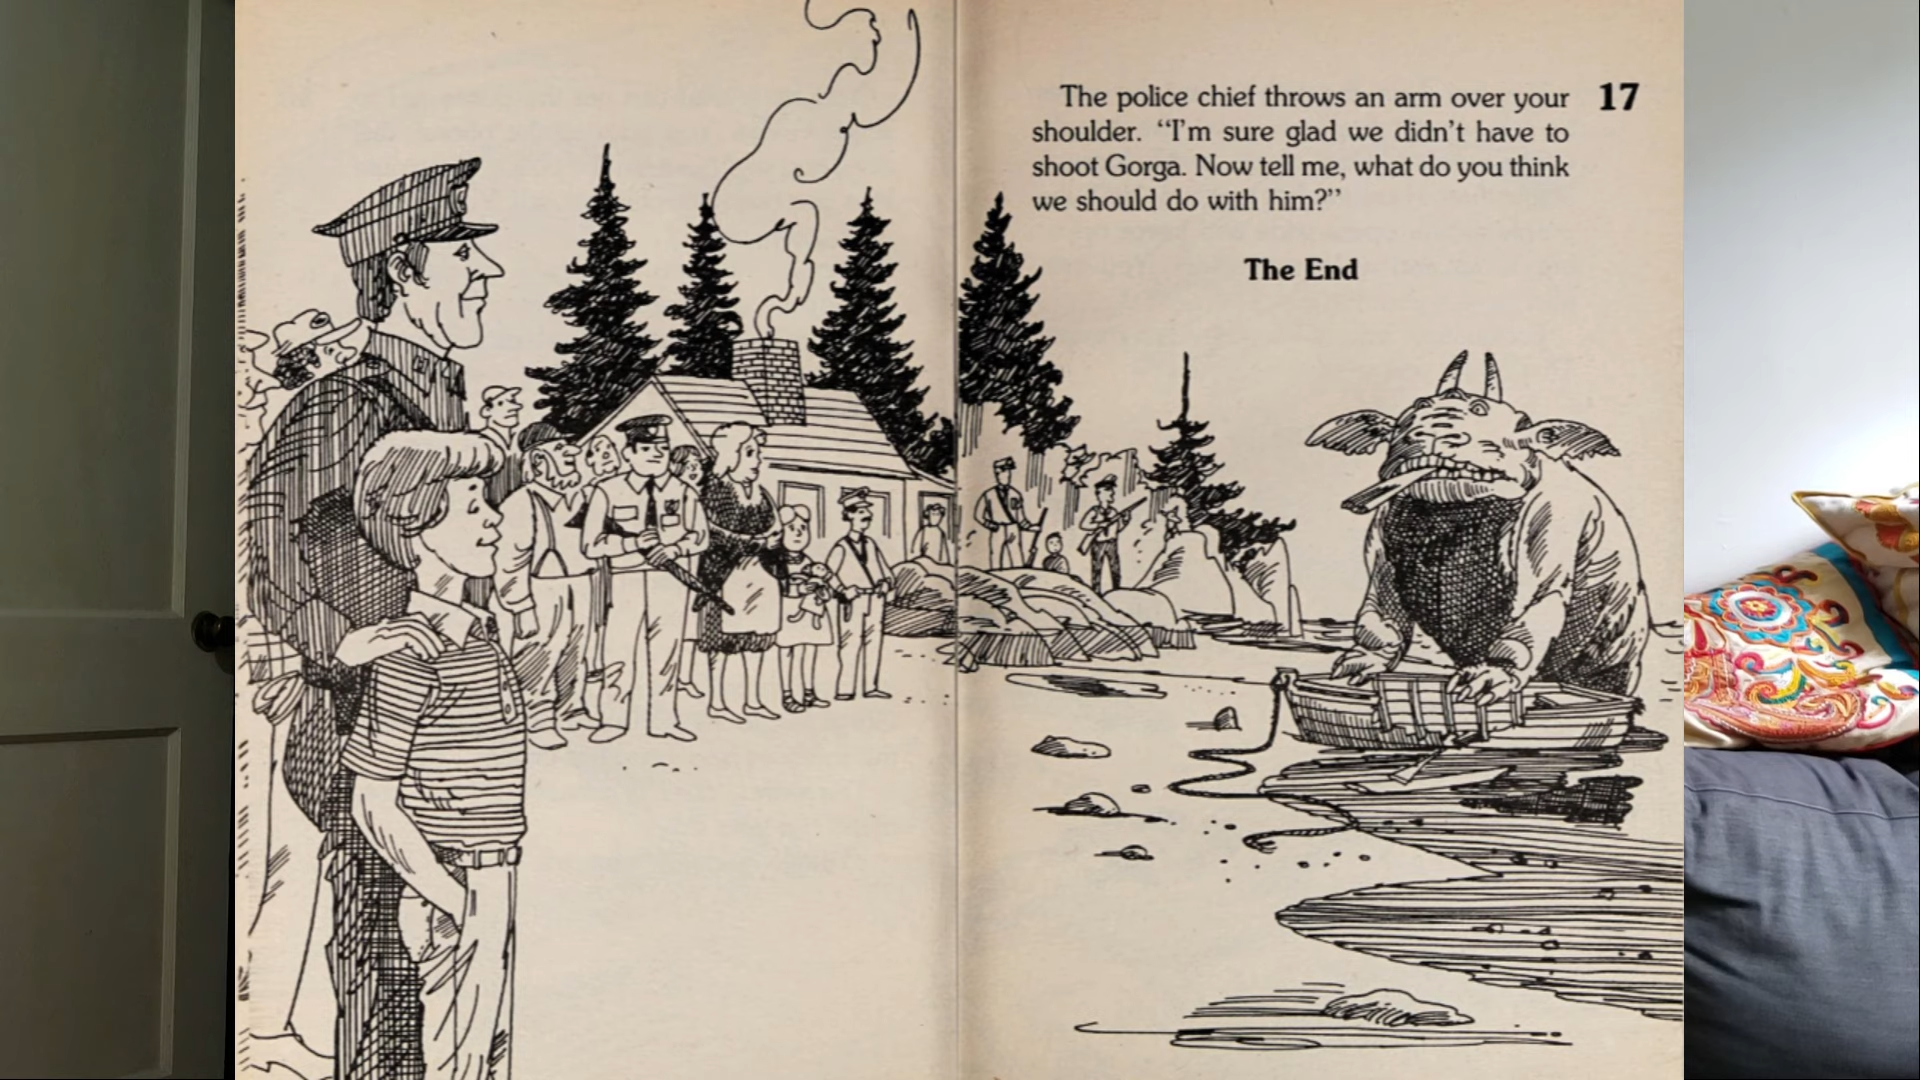 17
The police chief throws an arm over your
shoulder. “I’m sure glad we didn’t have to
shoot Gorga. Now tell me, what do you think
we should do with him?”
The End